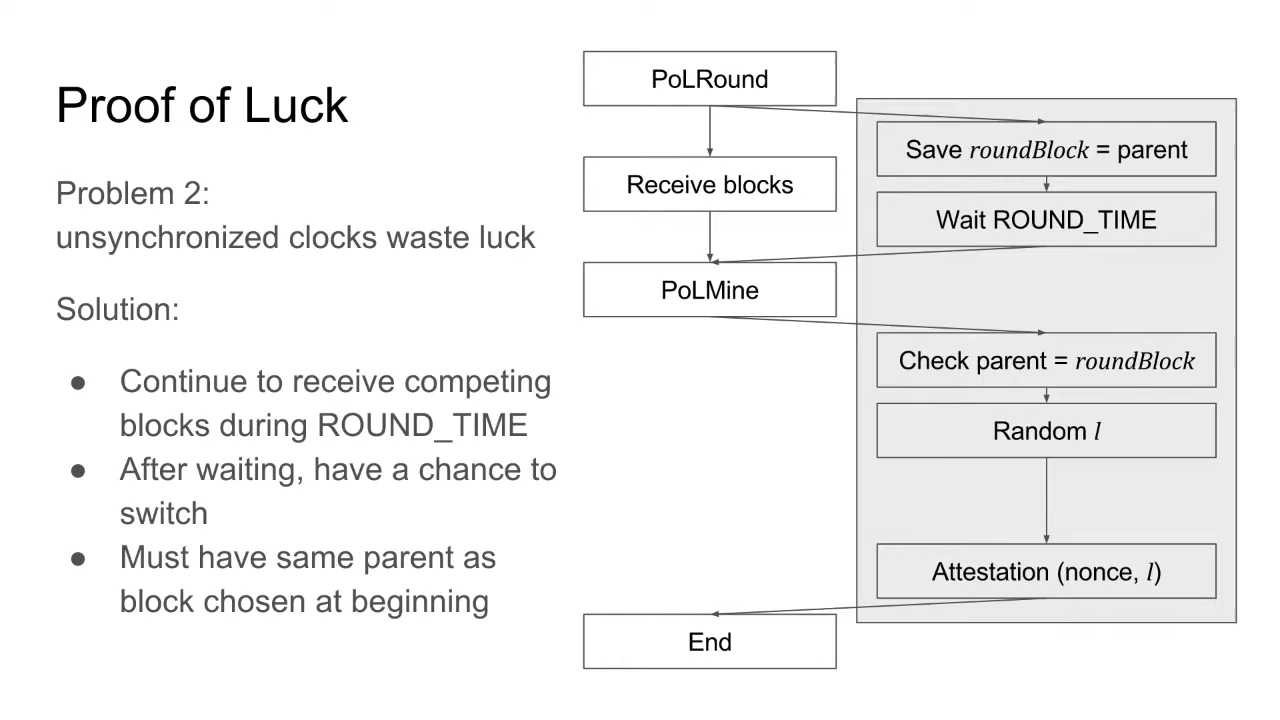 Proof of Luck
Problem 2:
unsynchronized clocks waste luck
Solution:
● Continue to receive competing
blocks during ROUND_TIME
● After waiting, have a chance to
switch
● Must have same parent as
block chosen at beginning
PoLRound
Save roundBlock = parent
Receive blocks
Wait ROUND_TIME
PoLMine
Check parent = roundBlock
Random l
Attestation (nonce, l)
End